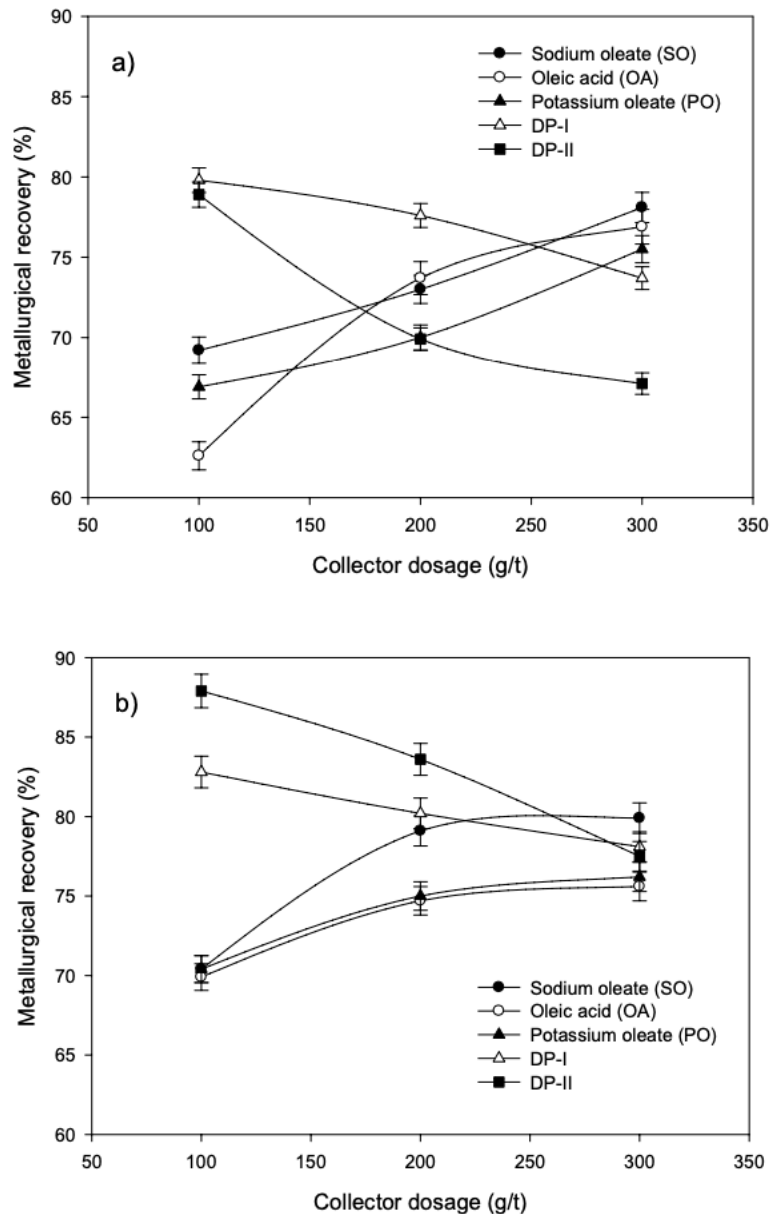 90
a)
Sodium oleate (SO)
Oleic acid (OA)
Potassium oleate (PO)
DP-I
DP-II
85
80
75
70
65
60
Metallurgical recovery (%)
50 100 150 200 250 300 350
Collector dosage (g/t)
90
b)
85
80
75
70
65
60
Metallurgical recovery (%)
Sodium oleate (SO)
Oleic acid (OA)
Potassium oleate (PO)
DP-I
DP-II
50 100 150 200 250 300 350
Collector dosage (g/t)